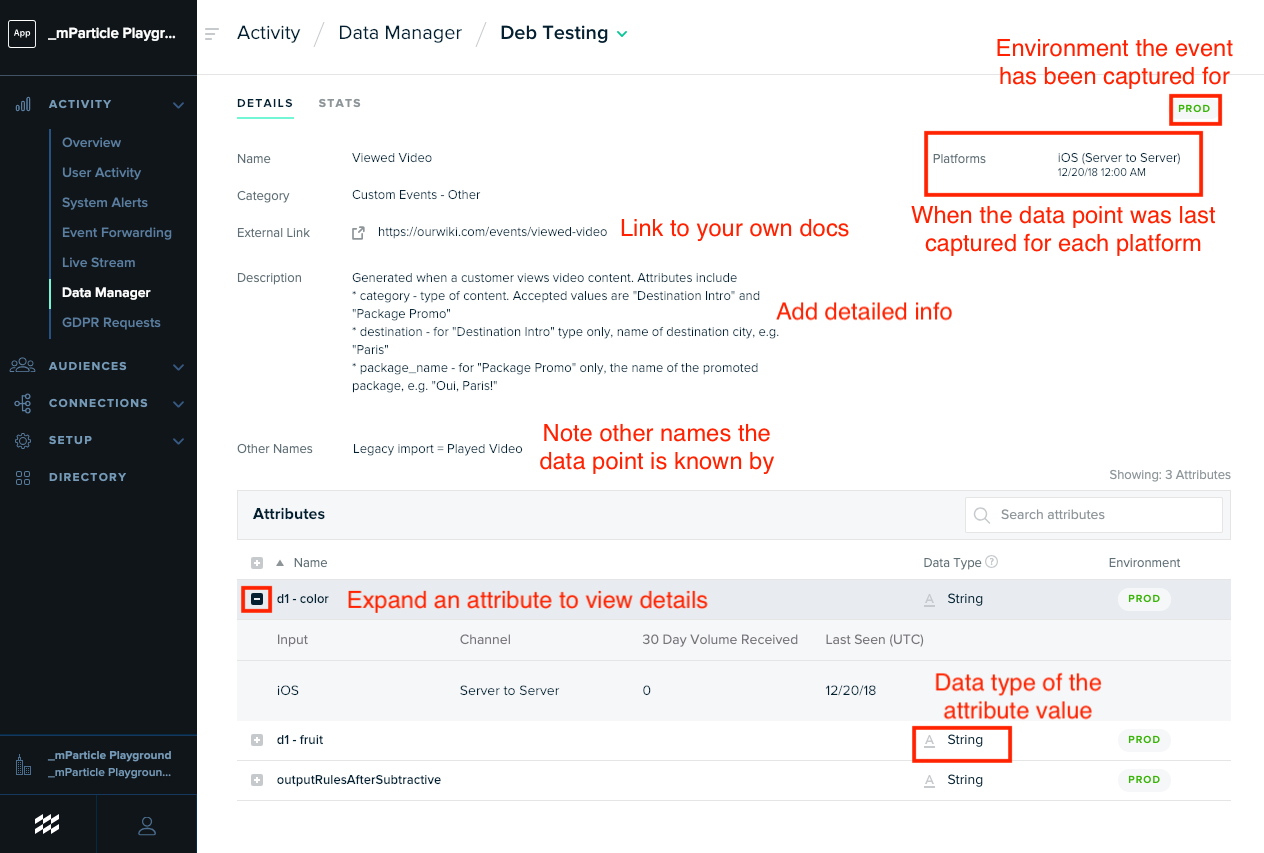 App
_mParticle Playgr...
Activity / Data Manager / Deb Testing
Environment the event
has been captured for
ACTIVITY
Overview
User Activity
System Alerts
Event Forwarding
Live Stream
Data Manager
GDPR Requests
AUDIENCES
CONNECTIONS
SETUP
DIRECTORY
_mParticle Playground
_mParticle Playgroun...
DETAILS STATS
PROD
Name Viewed Video
Platforms iOS (Server to Server)
12/20/18 12:00 AM
Category Custom Events - Other
When the data point was last
captured for each platform
External Link https://ourwiki.com/events/viewed-video Link to your own docs
Description Generated when a customer views video content. Attributes include
* category - type of content. Accepted values are "Destination Intro" and
"Package Promo"
* destination - for "Destination Intro" type only, name of destination city, e.g.
"Paris"
* package_name - for "Package Promo" only, the name of the promoted
package, e.g. "Oui, Paris!"
Add detailed info
Other Names Legacy import = Played Video
Note other names the
data point is known by
Showing: 3 Attributes
Attributes Search attributes
Name Data Type ? Environment
d1 - color Expand an attribute to view details A String PROD
Input Channel 30 Day Volume Received Last Seen (UTC)
iOS Server to Server 0 12/20/18
Data type of the
attribute value
d1 - fruit A String PROD
outputRulesAfterSubtractive A String PROD